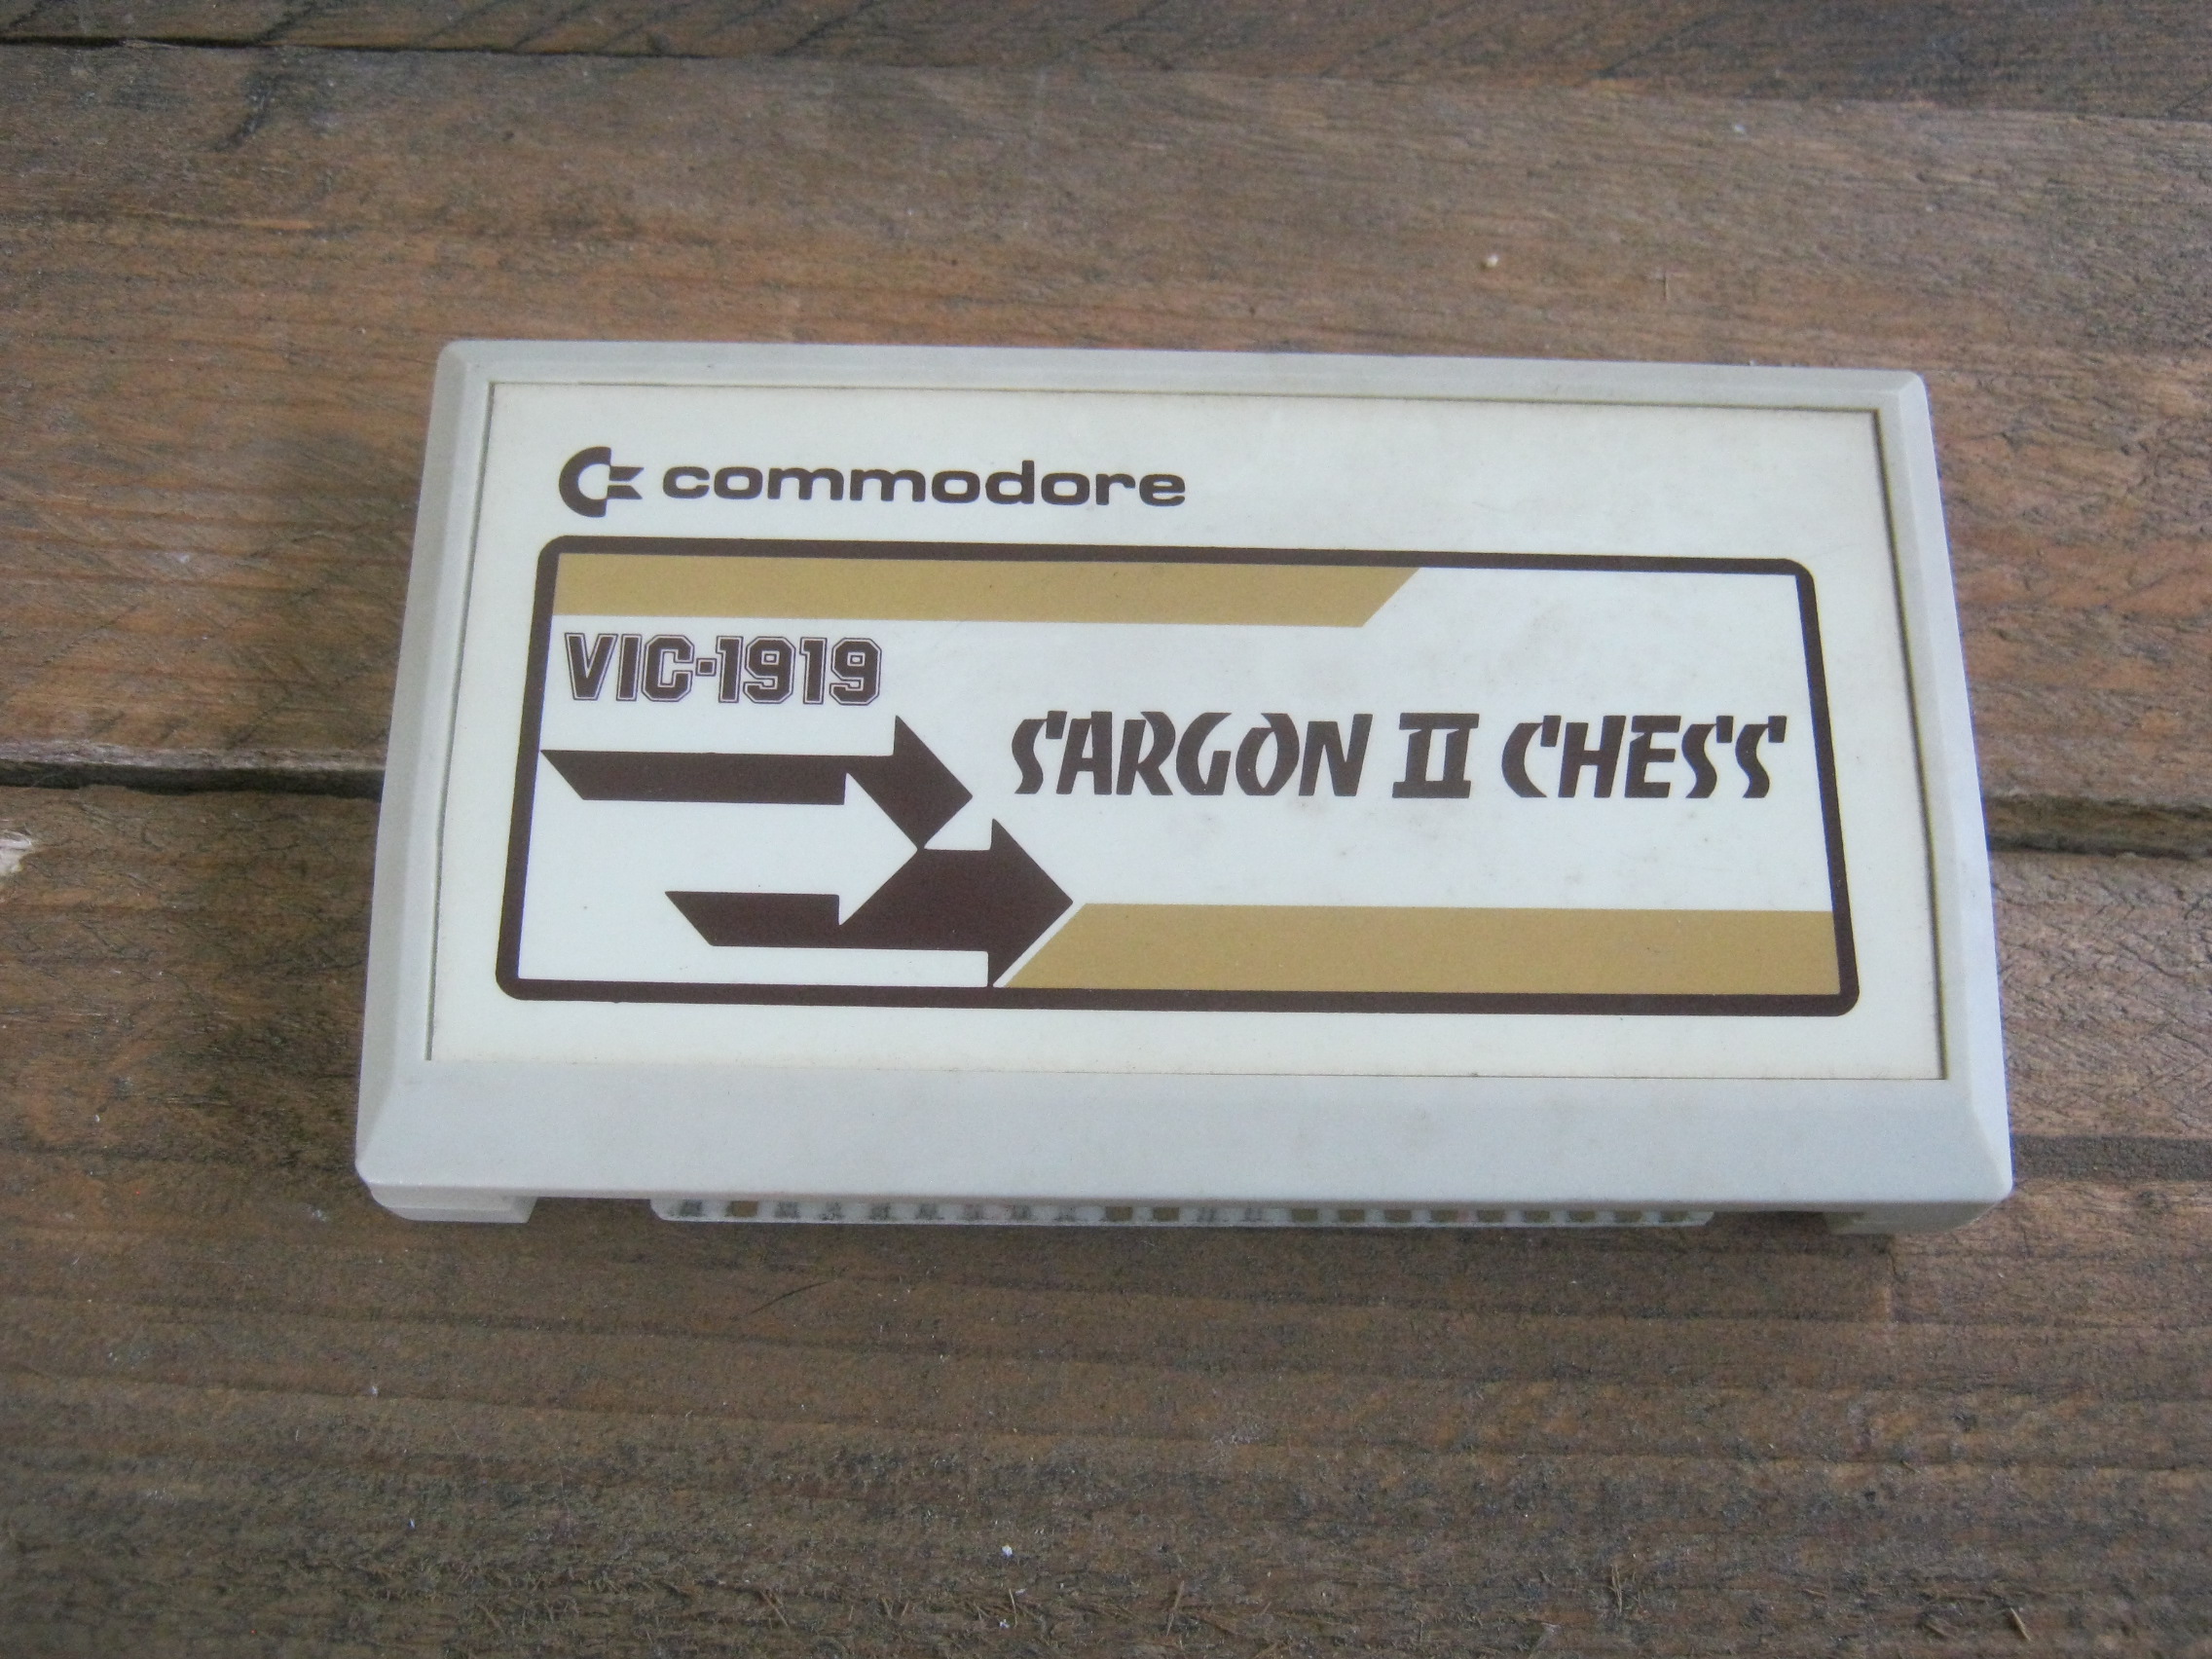 commodore
VIC-1919
SARGON II CHESS